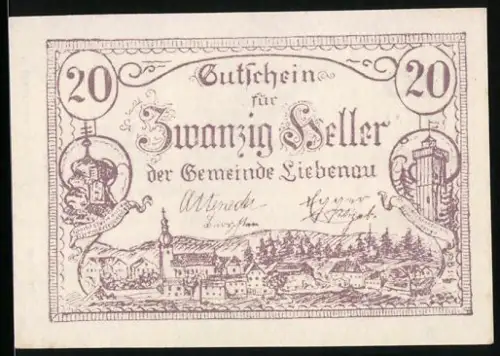 20 20
Gutschein
für
Zwanzig Heller
der Gemeinde Liebenau